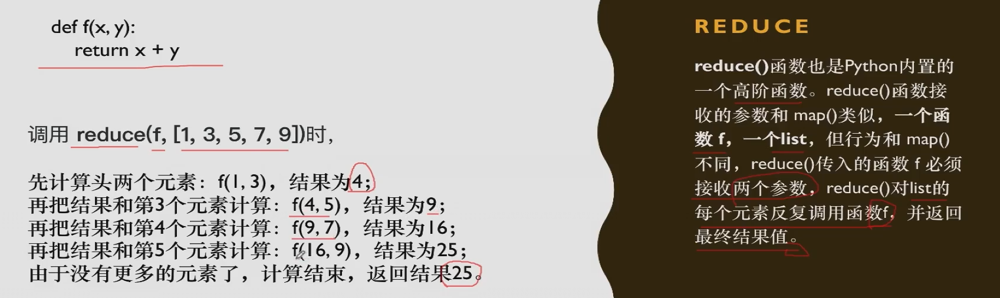 def f(x, y):
return x + y
调用 reduce(f, [1, 3, 5, 7, 9])时，
先计算头两个元素：f(1, 3)，结果为4；
再把结果和第3个元素计算：f(4, 5)，结果为9；
再把结果和第4个元素计算：f(9, 7)，结果为16；
再把结果和第5个元素计算：f(16, 9)，结果为25；
由于没有更多的元素了，计算结束，返回结果25。
REDUCE
reduce()函数也是Python内置的
一个高阶函数。reduce()函数接
收的参数和 map()类似，一个函
数 f，一个list，但行为和 map()
不同，reduce()传入的函数 f 必须
接收两个参数，reduce()对list的
每个元素反复调用函数f，并返回
最终结果值。